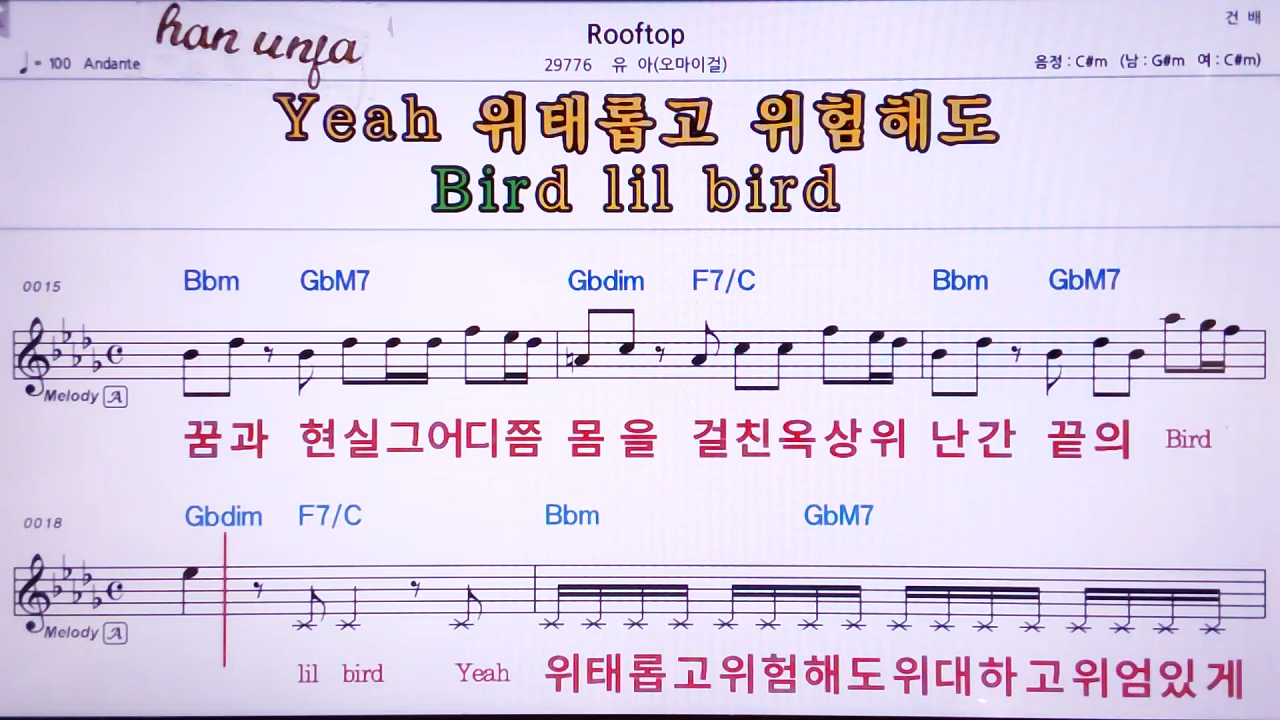 han unfa
Rooftop
건 배
♩= 100 Andante
29776 유 아(오마이걸)
음정 : C#m (남 : G#m 여 : C#m)
Yeah 위태롭고 위험해도
Bird lil bird
0015
Bbm GbM7 Gbdim F7/C Bbm GbM7
Melody A
꿈과 현실그어디쯤 몸을 걸친옥상위 난간 끝의 Bird
0018
Gbdim F7/C Bbm GbM7
Melody A
lil bird Yeah 위태롭고위험해도위대하고위엄있게